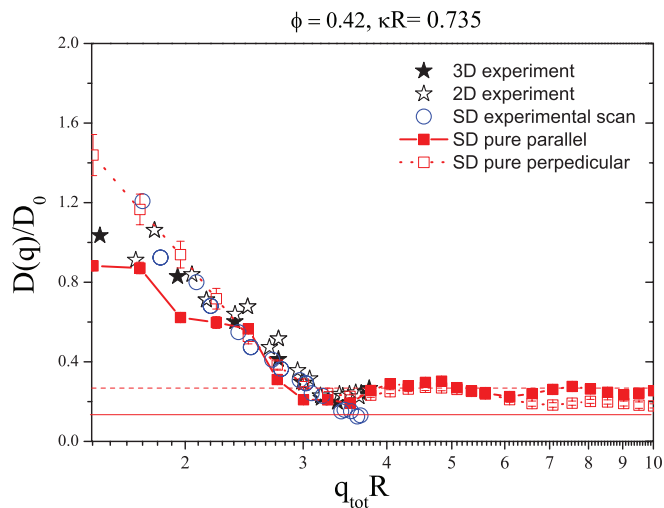 ϕ = 0.42, κR= 0.735
2.0
1.6
1.2
0.8
0.4
0.0
D(q)/D0
3D experiment
2D experiment
SD experimental scan
SD pure parallel
SD pure perpedicular
2 3 4 5 6 7 8 9 10
qtotR